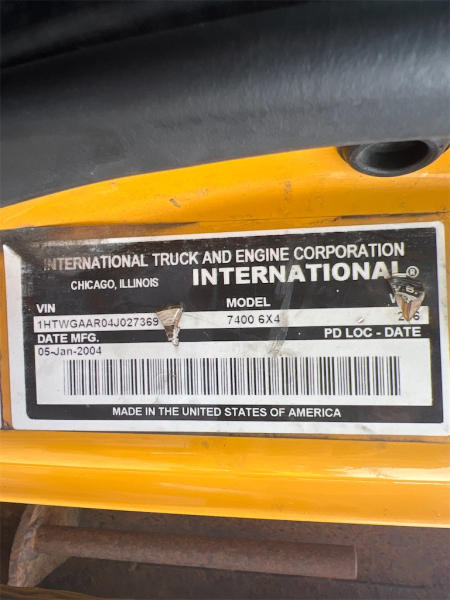 INTERNATIONAL TRUCK AND ENGINE CORPORATION
CHICAGO, ILLINOIS INTERNATIONAL®
VIN MODEL
1HTWGAAR04J027369 7400 6X4
DATE MFG. PD LOC - DATE
05-Jan-2004
MADE IN THE UNITED STATES OF AMERICA